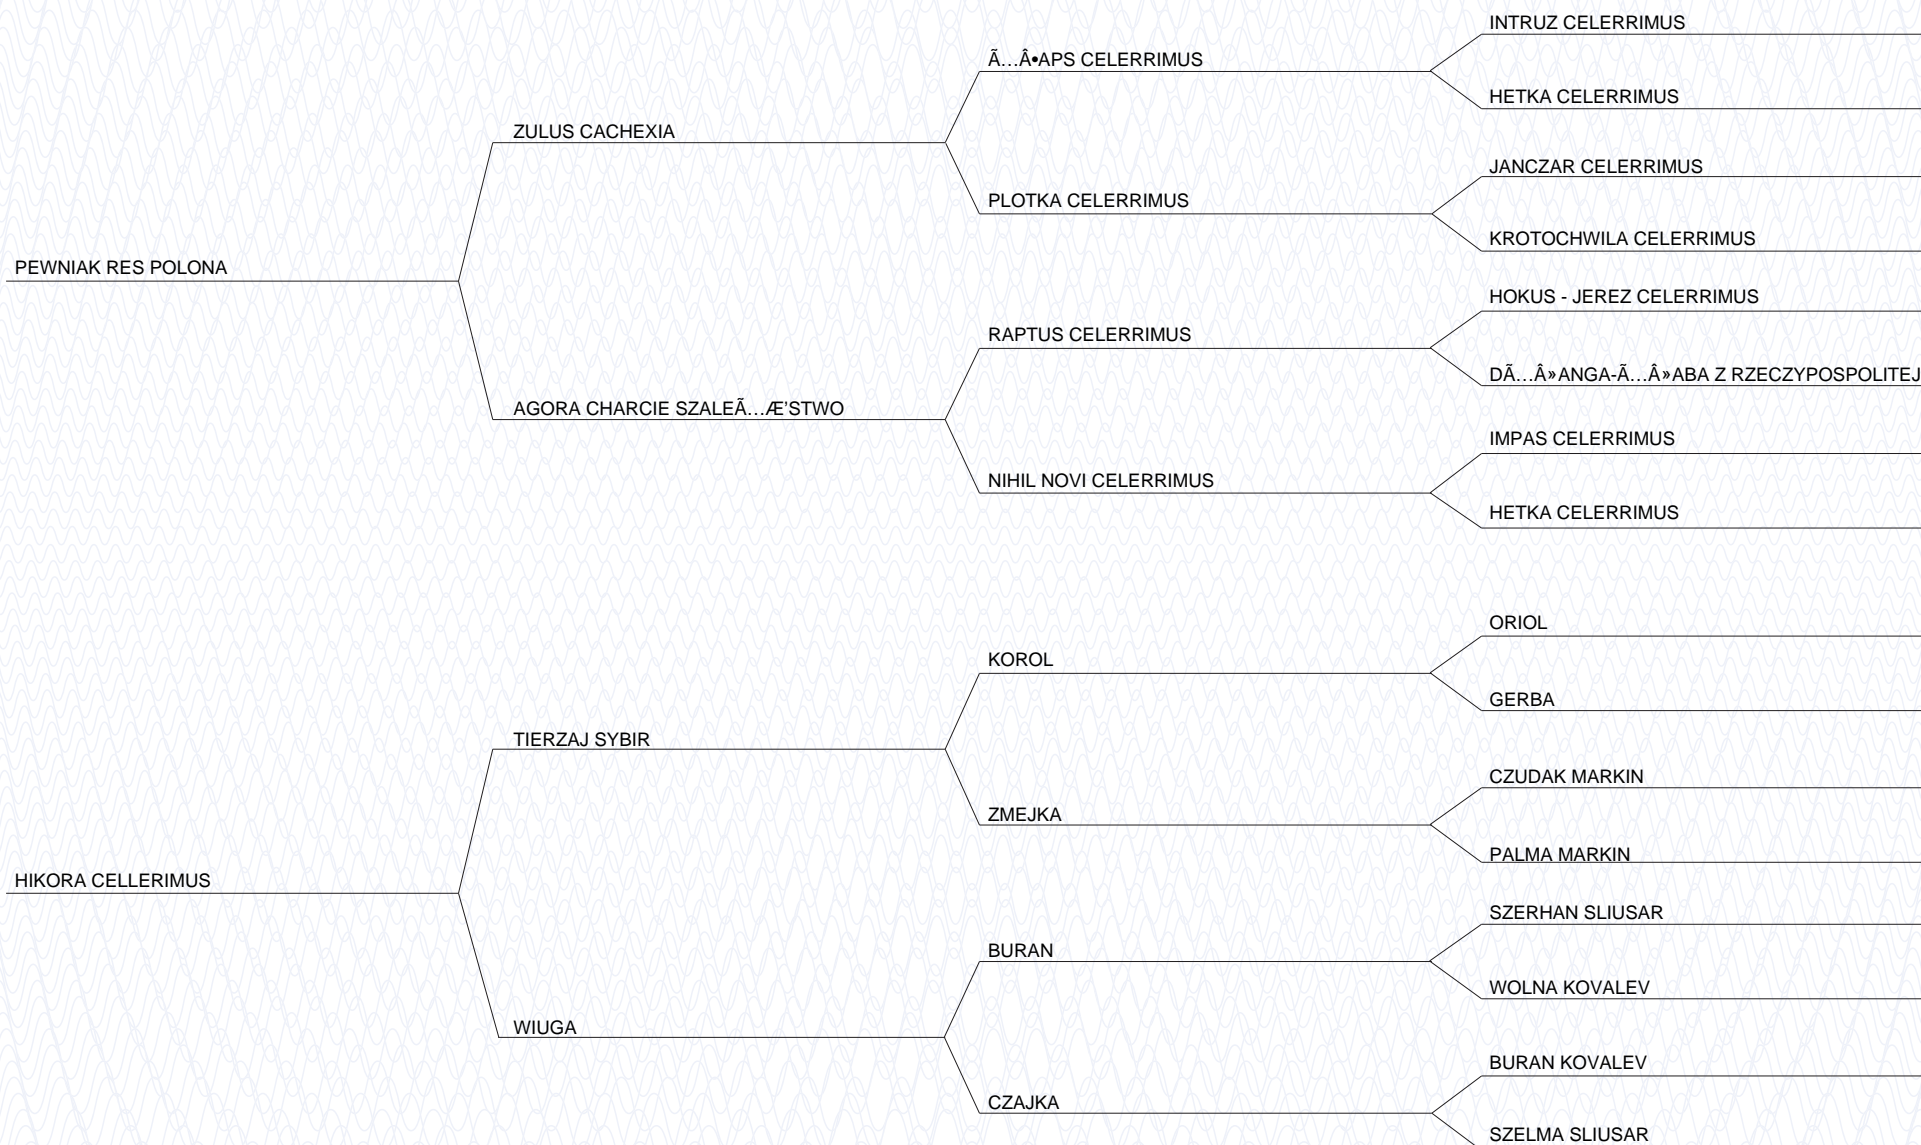 INTRUZ CELERRIMUS
Ã…Â•APS CELERRIMUS
HETKA CELERRIMUS
ZULUS CACHEXIA
JANCZAR CELERRIMUS
PLOTKA CELERRIMUS
KROTOCHWILA CELERRIMUS
PEWNIAK RES POLONA
HOKUS - JEREZ CELERRIMUS
RAPTUS CELERRIMUS
DÃ…Â»ANGA-Ã…Â»ABA Z RZECZYPOSPOLITEJ
AGORA CHARCIE SZALEÃ…Æ’STWO
IMPAS CELERRIMUS
NIHIL NOVI CELERRIMUS
HETKA CELERRIMUS
ORIOL
KOROL
GERBA
TIERZAJ SYBIR
CZUDAK MARKIN
ZMEJKA
PALMA MARKIN
HIKORA CELLERIMUS
SZERHAN SLIUSAR
BURAN
WOLNA KOVALEV
WIUGA
BURAN KOVALEV
CZAJKA
SZELMA SLIUSAR